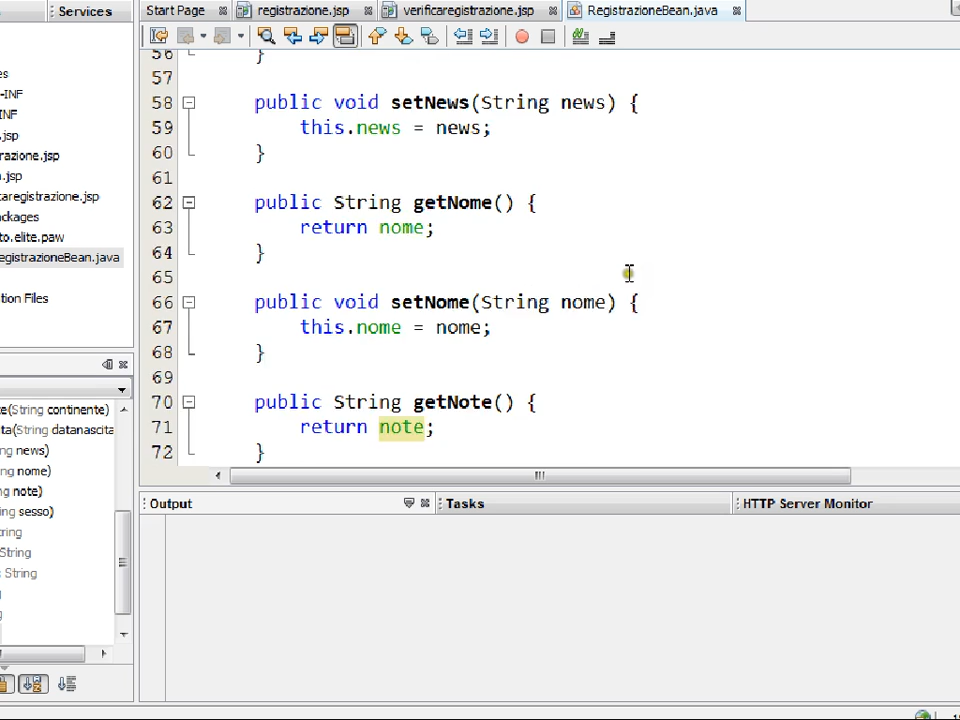 Services
Start Page
registrazione.jsp
verificaregistrazione.jsp
RegistrazioneBean.java
es
-INF
INF
.jsp
razione.jsp
a.jsp
caregistrazione.jsp
ackages
to.elite.paw
egistrazioneBean.java
tion Files
56 }
57
58 public void setNews(String news) {
59 this.news = news;
60 }
61
62 public String getNome() {
63 return nome;
64 }
65
66 public void setNome(String nome) {
67 this.nome = nome;
68 }
69
70 public String getNote() {
71 return note;
72 }
te(String continente)
ta(String datanascita
ng news)
ng nome)
ng note)
ing sesso)
tring
String
: String
Output
Tasks
HTTP Server Monitor